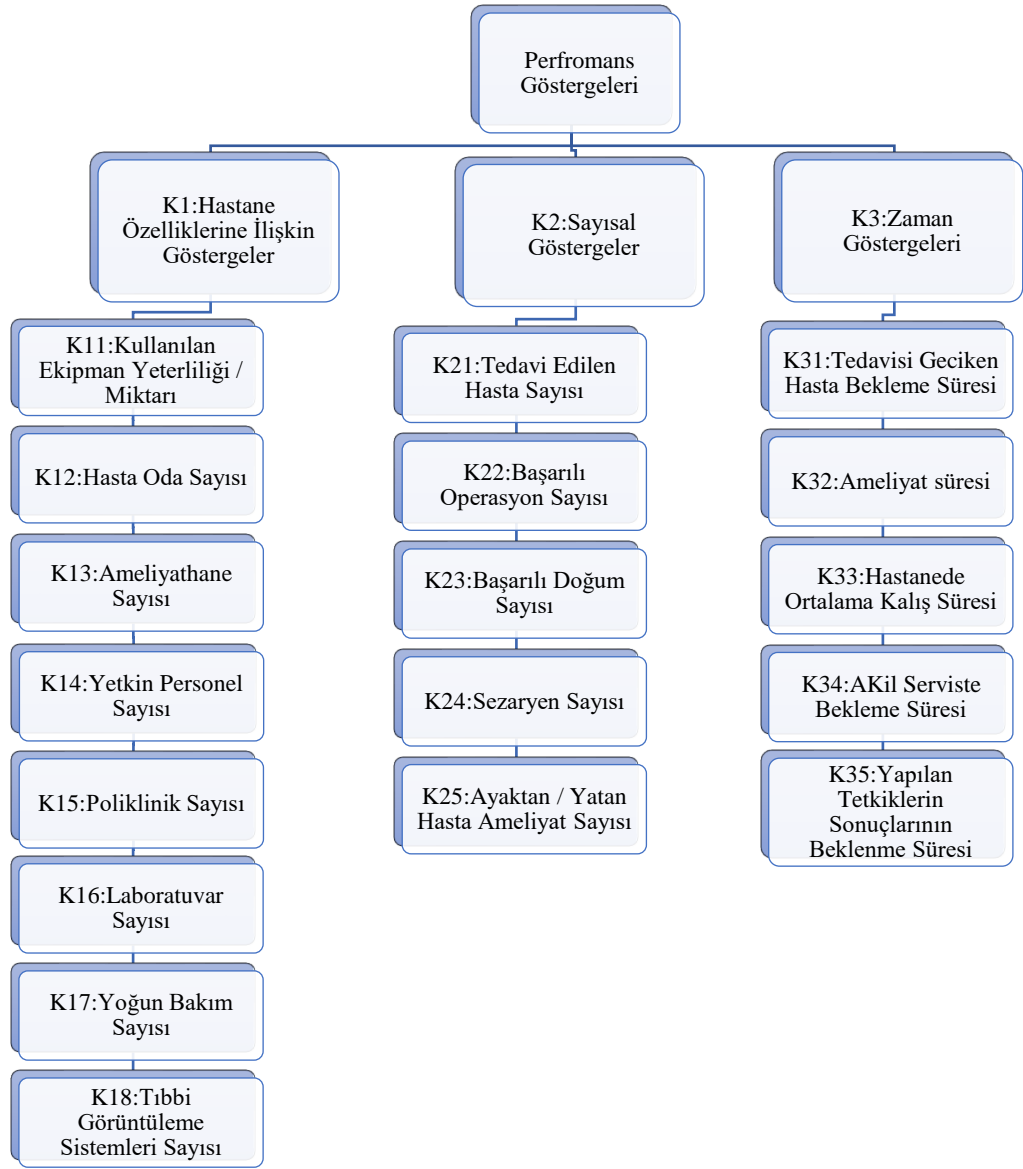 Perfromans
Göstergeleri
K1:Hastane
Özelliklerine İlişkin
Göstergeler
K2:Sayısal
Göstergeler
K3:Zaman
Göstergeleri
K11:Kullanılan
Ekipman Yeterliliği /
Miktarı
K12:Hasta Oda Sayısı
K13:Ameliyathane
Sayısı
K14:Yetkin Personel
Sayısı
K15:Poliklinik Sayısı
K16:Laboratuvar
Sayısı
K17:Yoğun Bakım
Sayısı
K18:Tıbbi
Görüntüleme
Sistemleri Sayısı
K21:Tedavi Edilen
Hasta Sayısı
K22:Başarılı
Operasyon Sayısı
K23:Başarılı Doğum
Sayısı
K24:Sezaryen Sayısı
K25:Ayaktan / Yatan
Hasta Ameliyat Sayısı
K31:Tedavisi Geciken
Hasta Bekleme Süresi
K32:Ameliyat süresi
K33:Hastanede
Ortalama Kalış Süresi
K34:AKil Serviste
Bekleme Süresi
K35:Yapılan
Tetkiklerin
Sonuçlarının
Beklenme Süresi